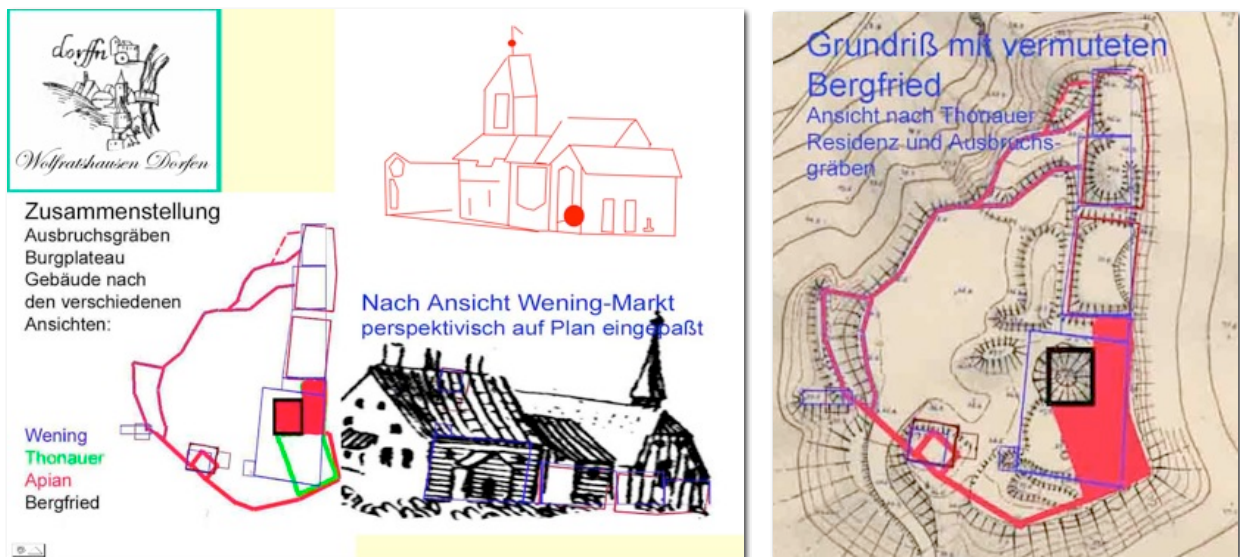 dorffn
Wolfratshausen Dorfen
Zusammenstellung
Ausbruchsgräben
Burgplateau
Gebäude nach
den verschiedenen
Ansichten:
Wening
Thonauer
Apian
Bergfried
Nach Ansicht Wening-Markt
perspektivisch auf Plan eingepaßt
Grundriß mit vermuteten
Bergfried
Ansicht nach Thonauer
Residenz und Ausbruchs-
gräben